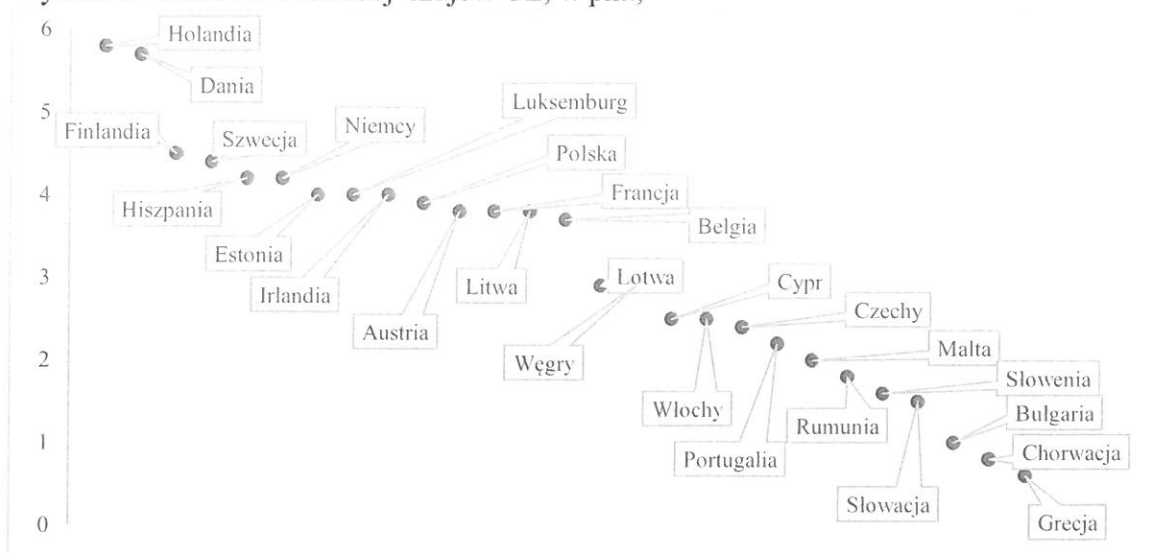 6
Holandia
Dania
5
Luksemburg
Finlandia
Szwecja
Niemcy
Polska
4
Hiszpania
Francja
Belgia
Estonia
3
Irlandia
Litwa
Łotwa
Cypr
Austria
Czechy
2
Węgry
Malta
Słowenia
Włochy
Rumunia
Bułgaria
1
Portugalia
Chorwacja
Słowacja
0
Grecja